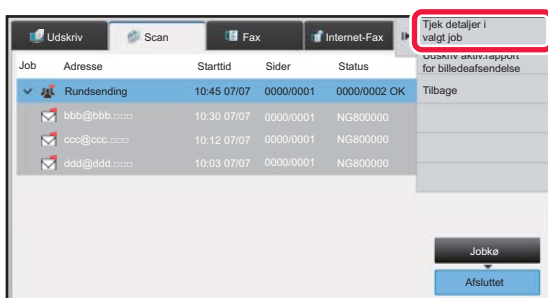 Udskriv Scan Fax Internet-Fax
Tjek detaljer i
valgt job
Udskriv aktiv.rapport
for billedeafsendelse
Tilbage
Job Adresse Starttid Sider Status
Rundsending 10:45 07/07 0000/0001 0000/0002 OK
bbb@bbb.□□□ 10:30 07/07 0000/0001 NG800000
ccc@ccc.□□□ 10:12 07/07 0000/0001 NG800000
ddd@ddd.□□□ 10:03 07/07 0000/0001 NG800000
Jobkø
Afsluttet